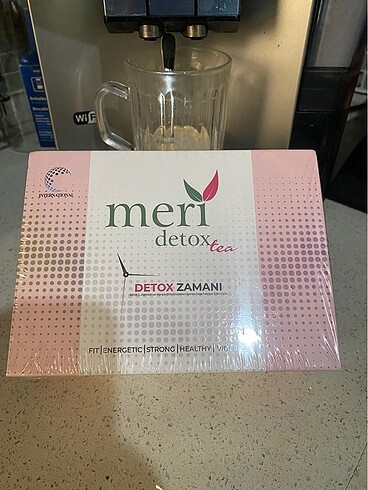 WiFi
INTERNATIONAL
meri
detox
tea
DETOX ZAMANI
FIT | ENERGETIC | STRONG | HEALTHY |